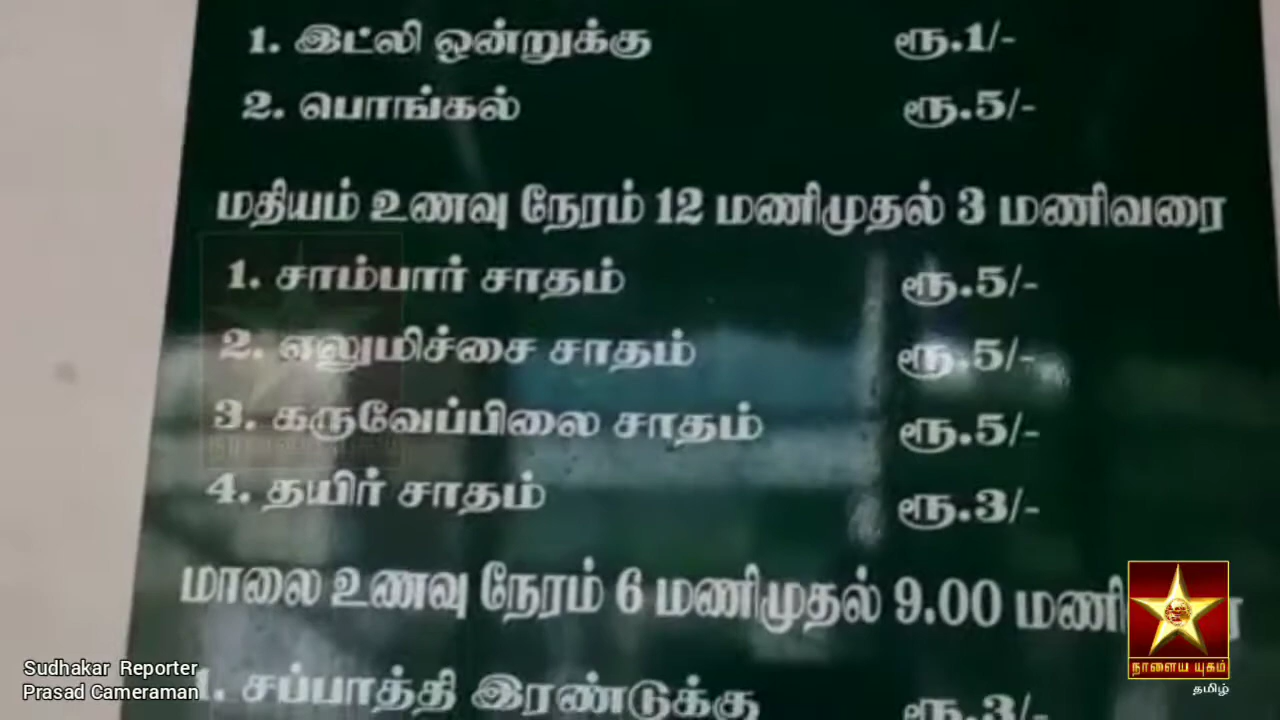 1. இட்லி ஒன்றுக்கு ரூ.1/-
2. பொங்கல் ரூ.5/-
மதியம் உணவு நேரம் 12 மணிமுதல் 3 மணிவரை
1. சாம்பார் சாதம் ரூ.5/-
2. எலுமிச்சை சாதம் ரூ.5/-
3. கருவேப்பிலை சாதம் ரூ.5/-
4. தயிர் சாதம் ரூ.3/-
மாலை உணவு நேரம் 6 மணிமுதல் 9.00
1. சப்பாத்தி இரண்டுக்கு ரூ.3/-
Sudhakar Reporter
Prasad Cameraman
நாளைய யுகம்
தமிழ்